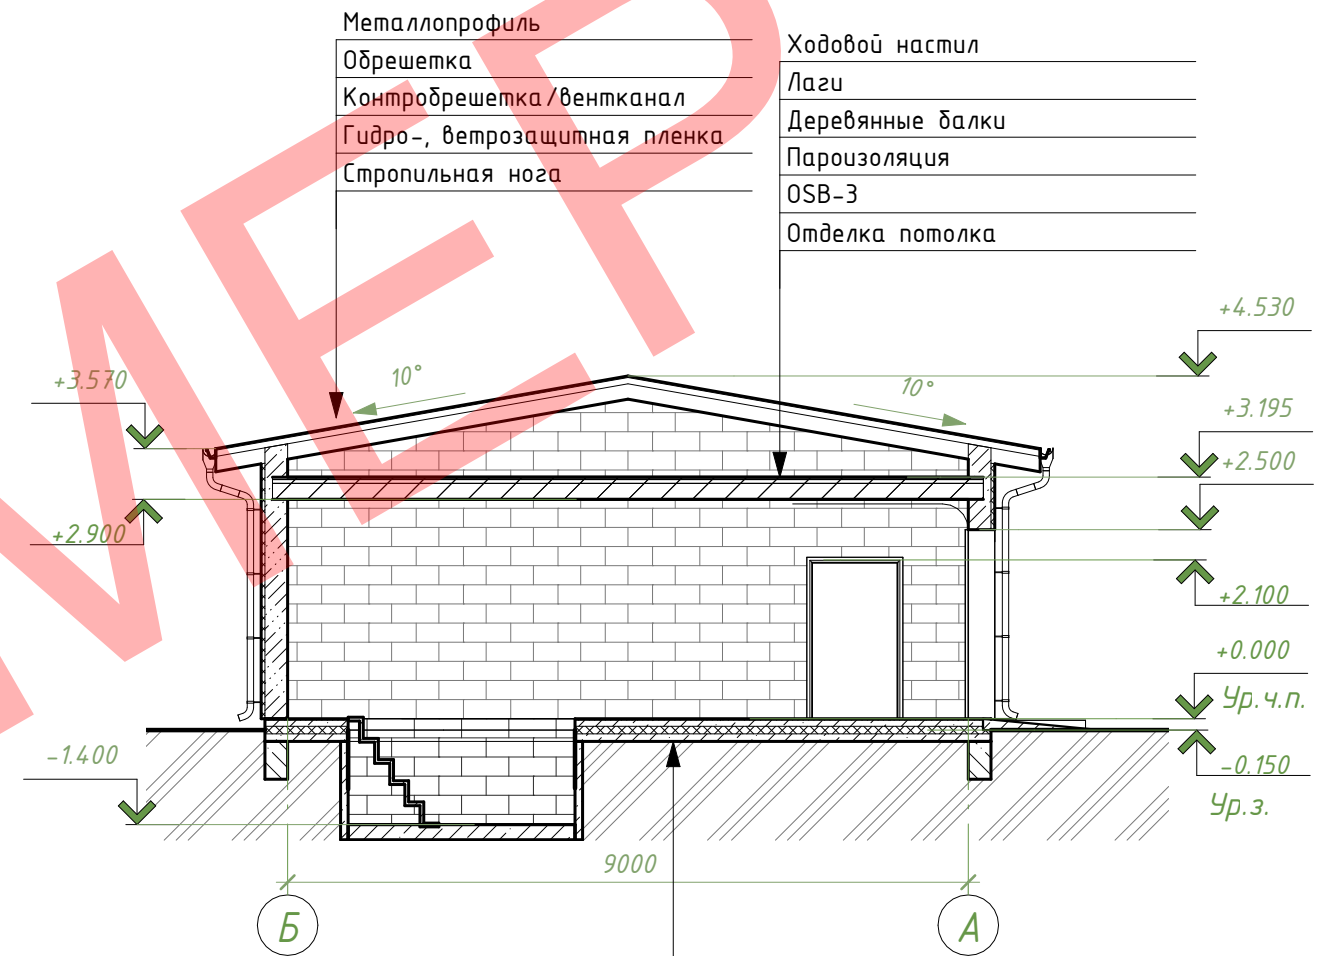 Металлопрофиль
Обрешетка
Контробрешетка/вентканал
Гидро-, ветрозащитная пленка
Стропильная нога
Ходовой настил
Лаги
Деревянные балки
Пароизоляция
OSB-3
Отделка потолка
+4.530
+3.570
10°
10°
+3.195
+2.500
+2.900
+2.100
+0.000
Ур.ч.п.
-1.400
-0.150
Ур.з.
9000
Б
А
МЕР